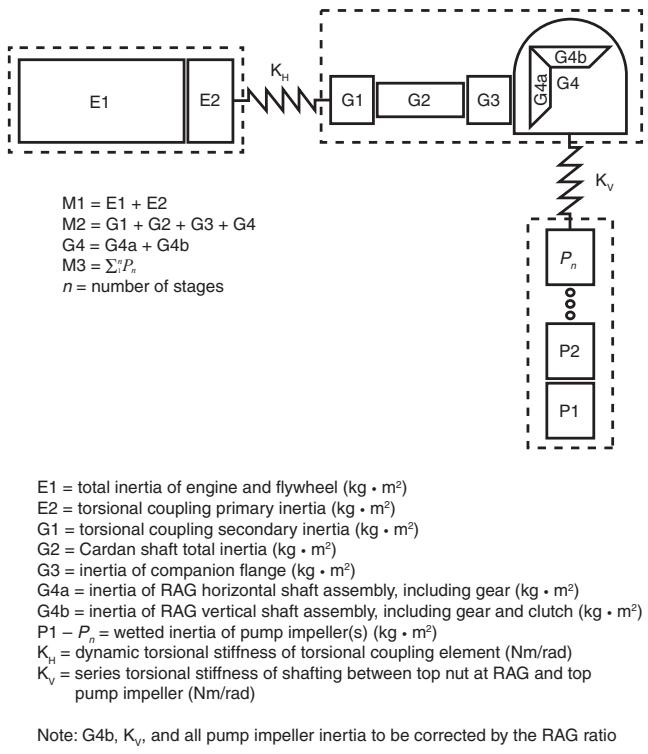 K_H
G4b
E1
E2
G1
G2
G3
G4a
G4
K_V
M1 = E1 + E2
M2 = G1 + G2 + G3 + G4
G4 = G4a + G4b
M3 = ∑₁ⁿPₙ
n = number of stages
Pₙ
P2
P1
E1 = total inertia of engine and flywheel (kg • m²)
E2 = torsional coupling primary inertia (kg • m²)
G1 = torsional coupling secondary inertia (kg • m²)
G2 = Cardan shaft total inertia (kg • m²)
G3 = inertia of companion flange (kg • m²)
G4a = inertia of RAG horizontal shaft assembly, including gear (kg • m²)
G4b = inertia of RAG vertical shaft assembly, including gear and clutch (kg • m²)
P1 – Pₙ = wetted inertia of pump impeller(s) (kg • m²)
K_H = dynamic torsional stiffness of torsional coupling element (Nm/rad)
K_V = series torsional stiffness of shafting between top nut at RAG and top
pump impeller (Nm/rad)
Note: G4b, K_V, and all pump impeller inertia to be corrected by the RAG ratio